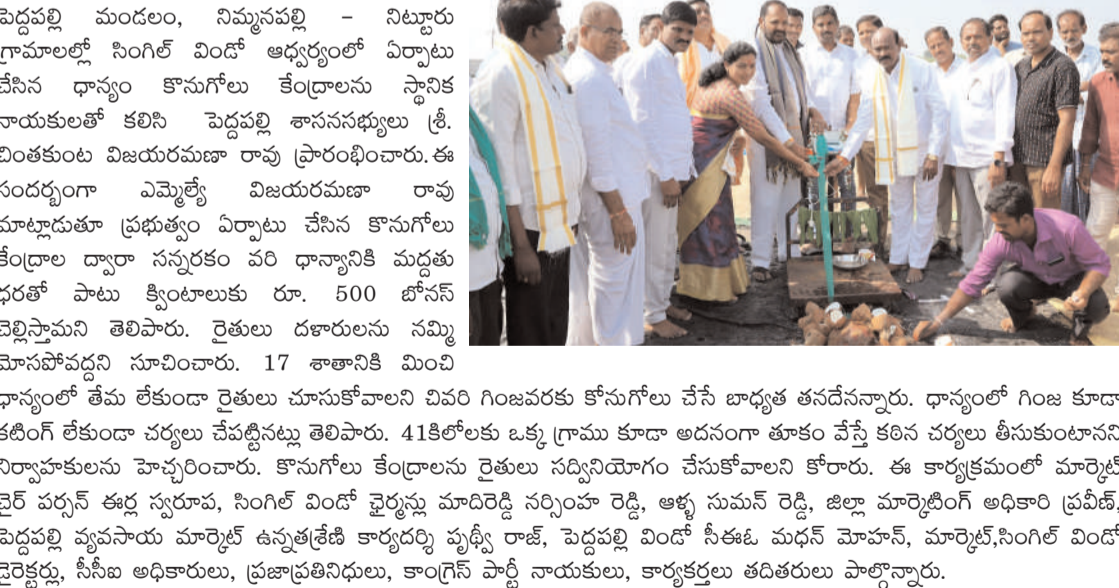 పెద్దపల్లి మండలం, నిమ్మనపల్లి – నిట్టూరు
గ్రామాలల్లో సింగిల్ విండో ఆధ్వర్యంలో ఏర్పాటు
చేసిన ధాన్యం కొనుగోలు కేంద్రాలను స్థానిక
నాయకులతో కలిసి పెద్దపల్లి శాసనసభ్యులు శ్రీ.
చింతకుంట విజయరమణా రావు ప్రారంభించారు.ఈ
సందర్భంగా ఎమ్మెల్యే విజయరమణా రావు
మాట్లాడుతూ ప్రభుత్వం ఏర్పాటు చేసిన కొనుగోలు
కేంద్రాల ద్వారా సన్నరకం వరి ధాన్యానికి మద్దతు
ధరతో పాటు క్వింటాలుకు రూ. 500 బోనస్
చెల్లిస్తామని తెలిపారు. రైతులు దళారులను నమ్మి
మోసపోవద్దని సూచించారు. 17 శాతానికి మించి
ధాన్యంలో తేమ లేకుండా రైతులు చూసుకోవాలని చివరి గింజవరకు కోనుగోలు చేసే బాధ్యత తనదేనన్నారు. ధాన్యంలో గింజ కూడా
కటింగ్ లేకుండా చర్యలు చేపట్టినట్లు తెలిపారు. 41కిలోలకు ఒక్క గ్రాము కూడా అదనంగా తూకం వేస్తే కఠిన చర్యలు తీసుకుంటానని
నిర్వాహకులను హెచ్చరించారు. కొనుగోలు కేంద్రాలను రైతులు సద్వినియోగం చేసుకోవాలని కోరారు. ఈ కార్యక్రమంలో మార్కెట్
చైర్ పర్సన్ ఈర్ల స్వరూప, సింగిల్ విండో ఛైర్మన్లు మాదిరెడ్డి నర్సింహ రెడ్డి, ఆళ్ళ సుమన్ రెడ్డి, జిల్లా మార్కెటింగ్ అధికారి ప్రవీణ్,
పెద్దపల్లి వ్యవసాయ మార్కెట్ ఉన్నతశ్రేణి కార్యదర్శి పృథ్వీ రాజ్, పెద్దపల్లి విండో సీఈఓ మధన్ మోహన్, మార్కెట్,సింగిల్ విండో
డైరెక్టర్లు, సీసీఐ అధికారులు, ప్రజాప్రతినిధులు, కాంగ్రెస్ పార్టీ నాయకులు, కార్యకర్తలు తదితరులు పాల్గొన్నారు.